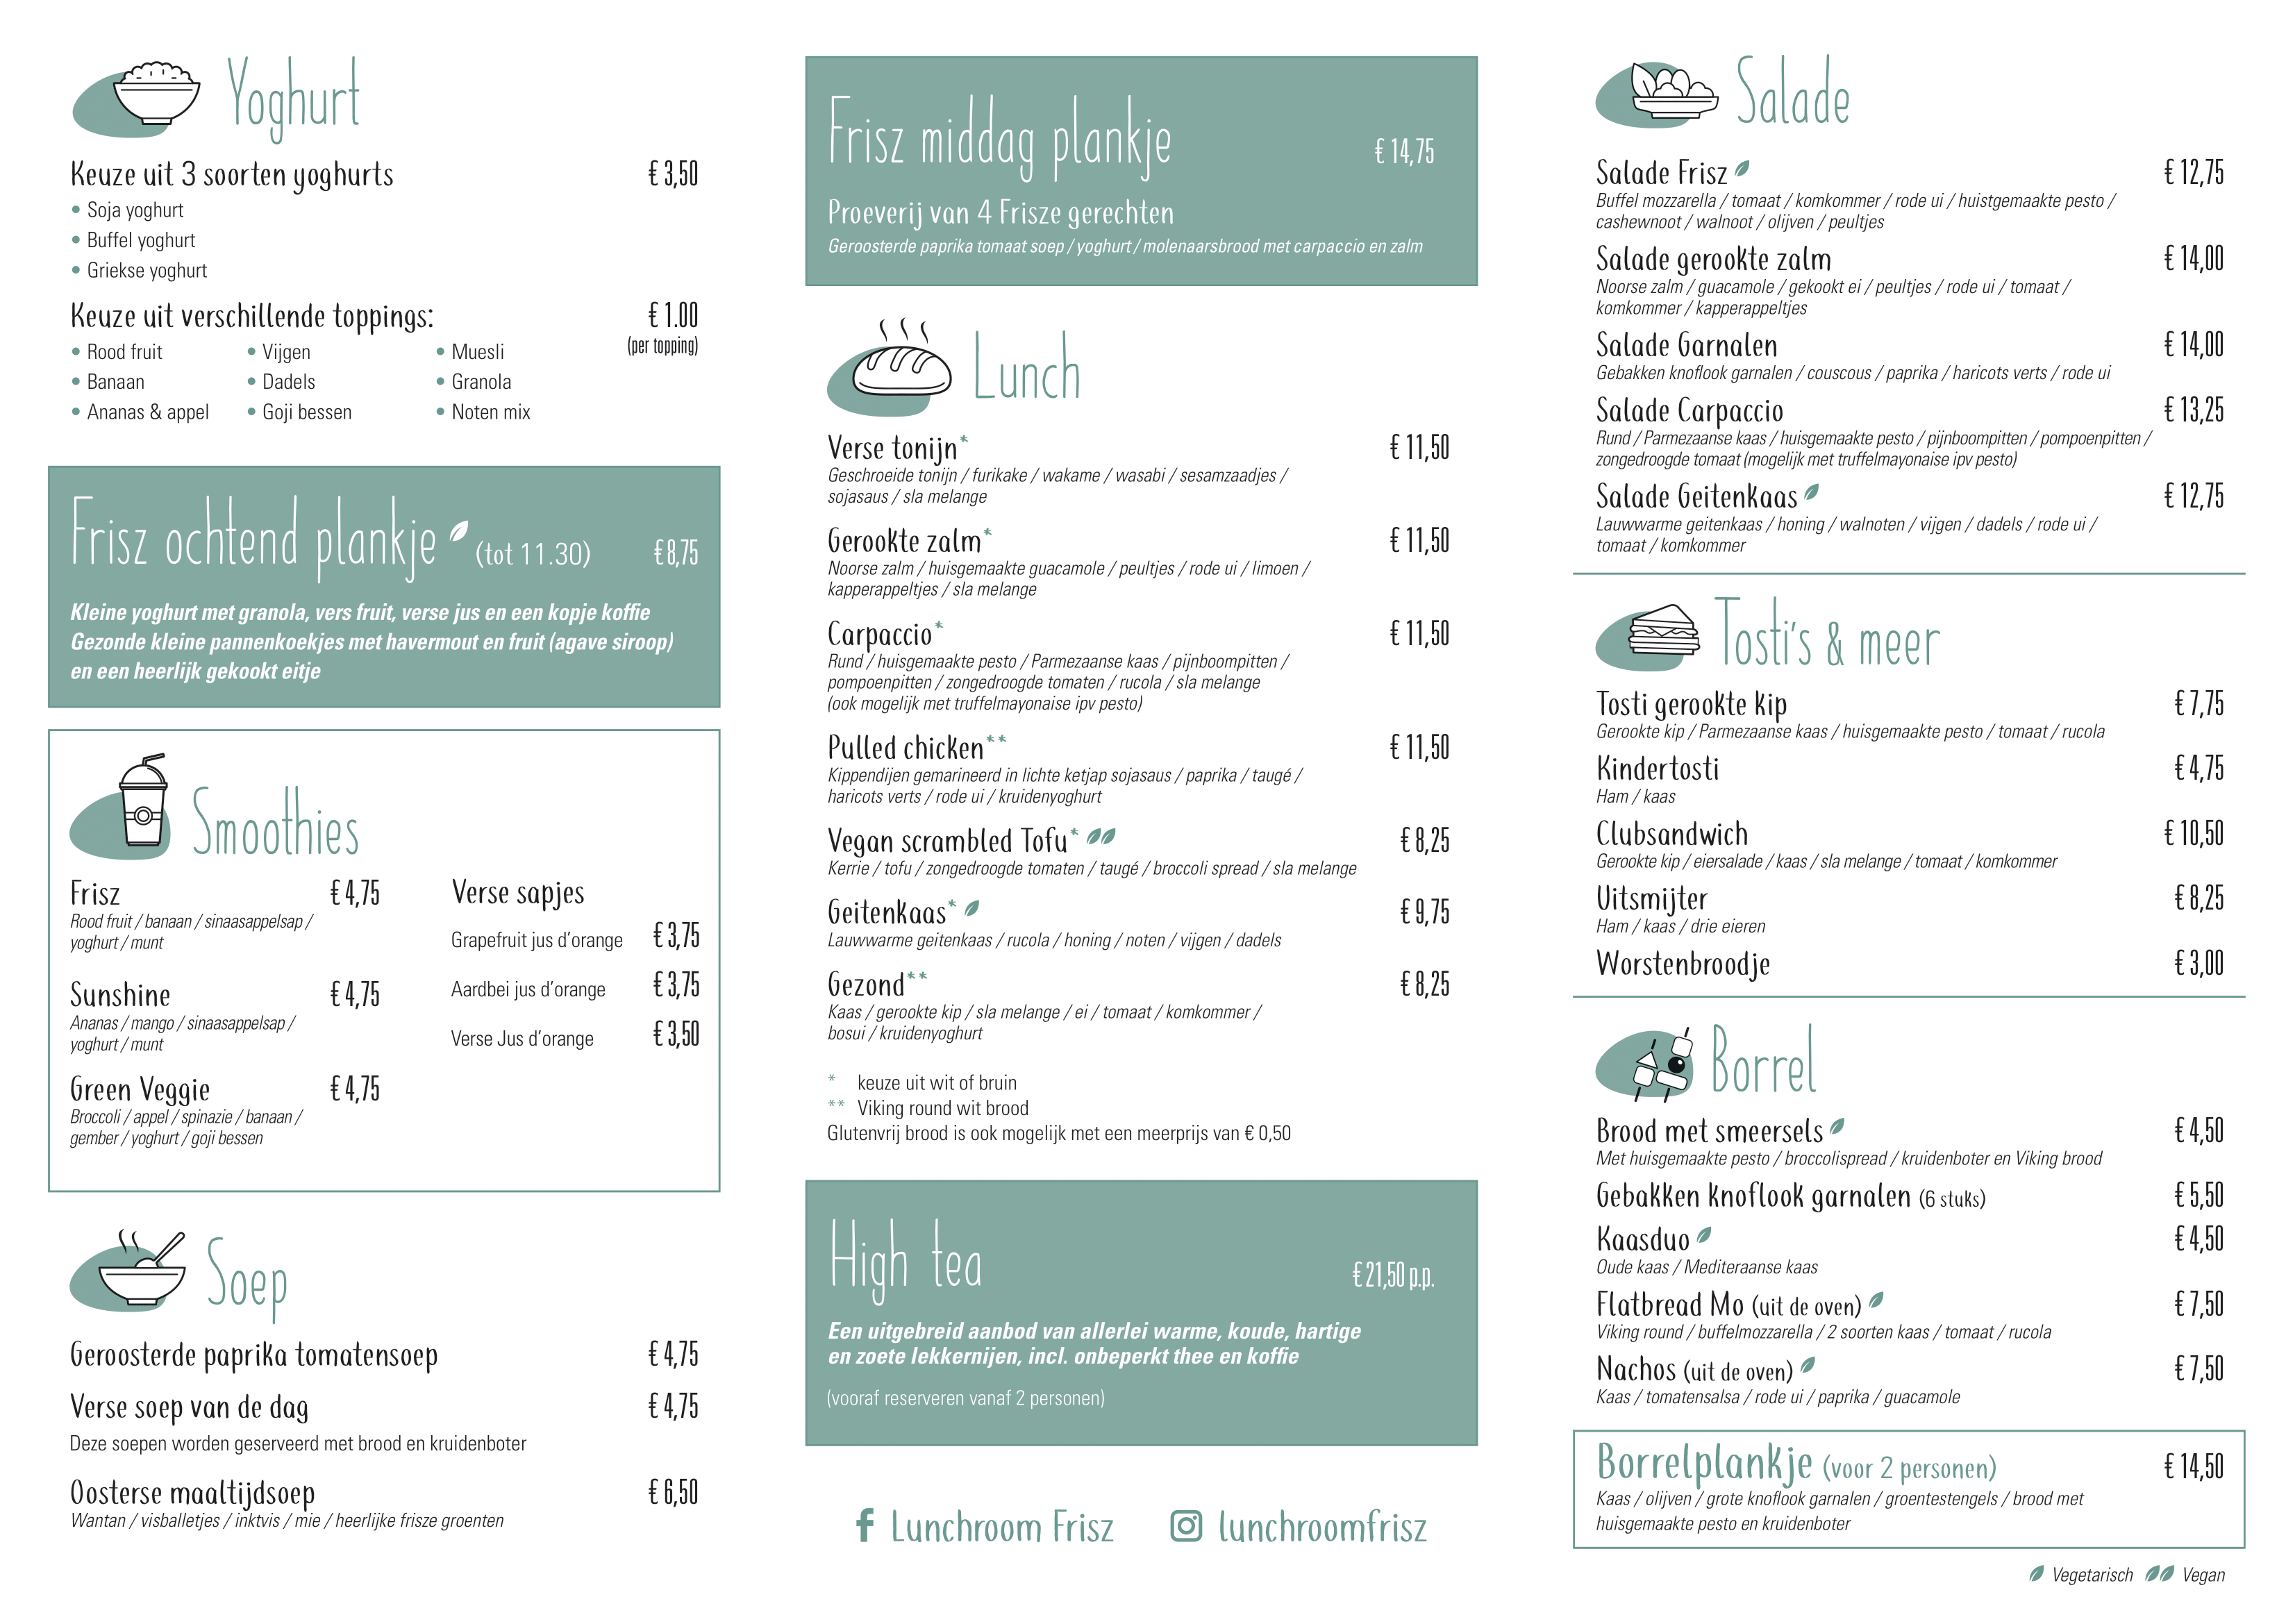 Yoghurt
Keuze uit 3 soorten yoghurts € 3,50
• Soja yoghurt
• Buffel yoghurt
• Griekse yoghurt
Keuze uit verschillende toppings: € 1.00
(per topping)
• Rood fruit • Vijgen • Muesli
• Banaan • Dadels • Granola
• Ananas & appel • Goji bessen • Noten mix
Frisz ochtend plankje (tot 11.30) € 8,75
Kleine yoghurt met granola, vers fruit, verse jus en een kopje koffie
Gezonde kleine pannenkoekjes met havermout en fruit (agave siroop)
en een heerlijk gekookt eitje
Smoothies
Frisz € 4,75
Rood fruit / banaan / sinaasappelsap /
yoghurt / munt
Sunshine € 4,75
Ananas / mango / sinaasappelsap /
yoghurt / munt
Green Veggie € 4,75
Broccoli / appel / spinazie / banaan /
gember / yoghurt / goji bessen
Verse sapjes
Grapefruit jus d'orange € 3,75
Aardbei jus d'orange € 3,75
Verse Jus d'orange € 3,50
Soep
Geroosterde paprika tomatensoep € 4,75
Verse soep van de dag € 4,75
Deze soepen worden geserveerd met brood en kruidenboter
Oosterse maaltijdsoep € 6,50
Wantan / visballetjes / inktvis / mie / heerlijke frisze groenten
Frisz middag plankje € 14,75
Proeverij van 4 Frisze gerechten
Geroosterde paprika tomaat soep / yoghurt / molenaarsbrood met carpaccio en zalm
Lunch
Verse tonijn* € 11,50
Geschroeide tonijn / furikake / wakame / wasabi / sesamzaadjes /
sojasaus / sla melange
Gerookte zalm* € 11,50
Noorse zalm / huisgemaakte guacamole / peultjes / rode ui / limoen /
kapperappeltjes / sla melange
Carpaccio* € 11,50
Rund / huisgemaakte pesto / Parmezaanse kaas / pijnboompitten /
pompoenpitten / zongedroogde tomaten / rucola / sla melange
(ook mogelijk met truffelmayonaise ipv pesto)
Pulled chicken** € 11,50
Kippendijen gemarineerd in lichte ketjap sojasaus / paprika / taugé /
haricots verts / rode ui / kruidenyoghurt
Vegan scrambled Tofu* € 8,25
Kerrie / tofu / zongedroogde tomaten / taugé / broccoli spread / sla melange
Geitenkaas* € 9,75
Lauwwarme geitenkaas / rucola / honing / noten / vijgen / dadels
Gezond** € 8,25
Kaas / gerookte kip / sla melange / ei / tomaat / komkommer /
bosui / kruidenyoghurt
* keuze uit wit of bruin
** Viking round wit brood
Glutenvrij brood is ook mogelijk met een meerprijs van € 0,50
High tea € 21,50 p.p.
Een uitgebreid aanbod van allerlei warme, koude, hartige
en zoete lekkernijen, incl. onbeperkt thee en koffie
(vooraf reserveren vanaf 2 personen)
Lunchroom Frisz lunchroomfrisz
Salade
Salade Frisz € 12,75
Buffel mozzarella / tomaat / komkommer / rode ui / huistgemaakte pesto /
cashewnoot / walnoot / olijven / peultjes
Salade gerookte zalm € 14,00
Noorse zalm / guacamole / gekookt ei / peultjes / rode ui / tomaat /
komkommer / kapperappeltjes
Salade Garnalen € 14,00
Gebakken knoflook garnalen / couscous / paprika / haricots verts / rode ui
Salade Carpaccio € 13,25
Rund / Parmezaanse kaas / huisgemaakte pesto / pijnboompitten / pompoenpitten /
zongedroogde tomaat (mogelijk met truffelmayonaise ipv pesto)
Salade Geitenkaas € 12,75
Lauwwarme geitenkaas / honing / walnoten / vijgen / dadels / rode ui /
tomaat / komkommer
Tosti's & meer
Tosti gerookte kip € 7,75
Gerookte kip / Parmezaanse kaas / huisgemaakte pesto / tomaat / rucola
Kindertosti € 4,75
Ham / kaas
Clubsandwich € 10,50
Gerookte kip / eiersalade / kaas / sla melange / tomaat / komkommer
Uitsmijter € 8,25
Ham / kaas / drie eieren
Worstenbroodje € 3,00
Borrel
Brood met smeersels € 4,50
Met huisgemaakte pesto / broccolispread / kruidenboter en Viking brood
Gebakken knoflook garnalen (6 stuks) € 5,50
Kaasduo € 4,50
Oude kaas / Mediteraanse kaas
Flatbread Mo (uit de oven) € 7,50
Viking round / buffelmozzarella / 2 soorten kaas / tomaat / rucola
Nachos (uit de oven) € 7,50
Kaas / tomatensalsa / rode ui / paprika / guacamole
Borrelplankje (voor 2 personen) € 14,50
Kaas / olijven / grote knoflook garnalen / groentestengels / brood met
huisgemaakte pesto en kruidenboter
Vegetarisch Vegan